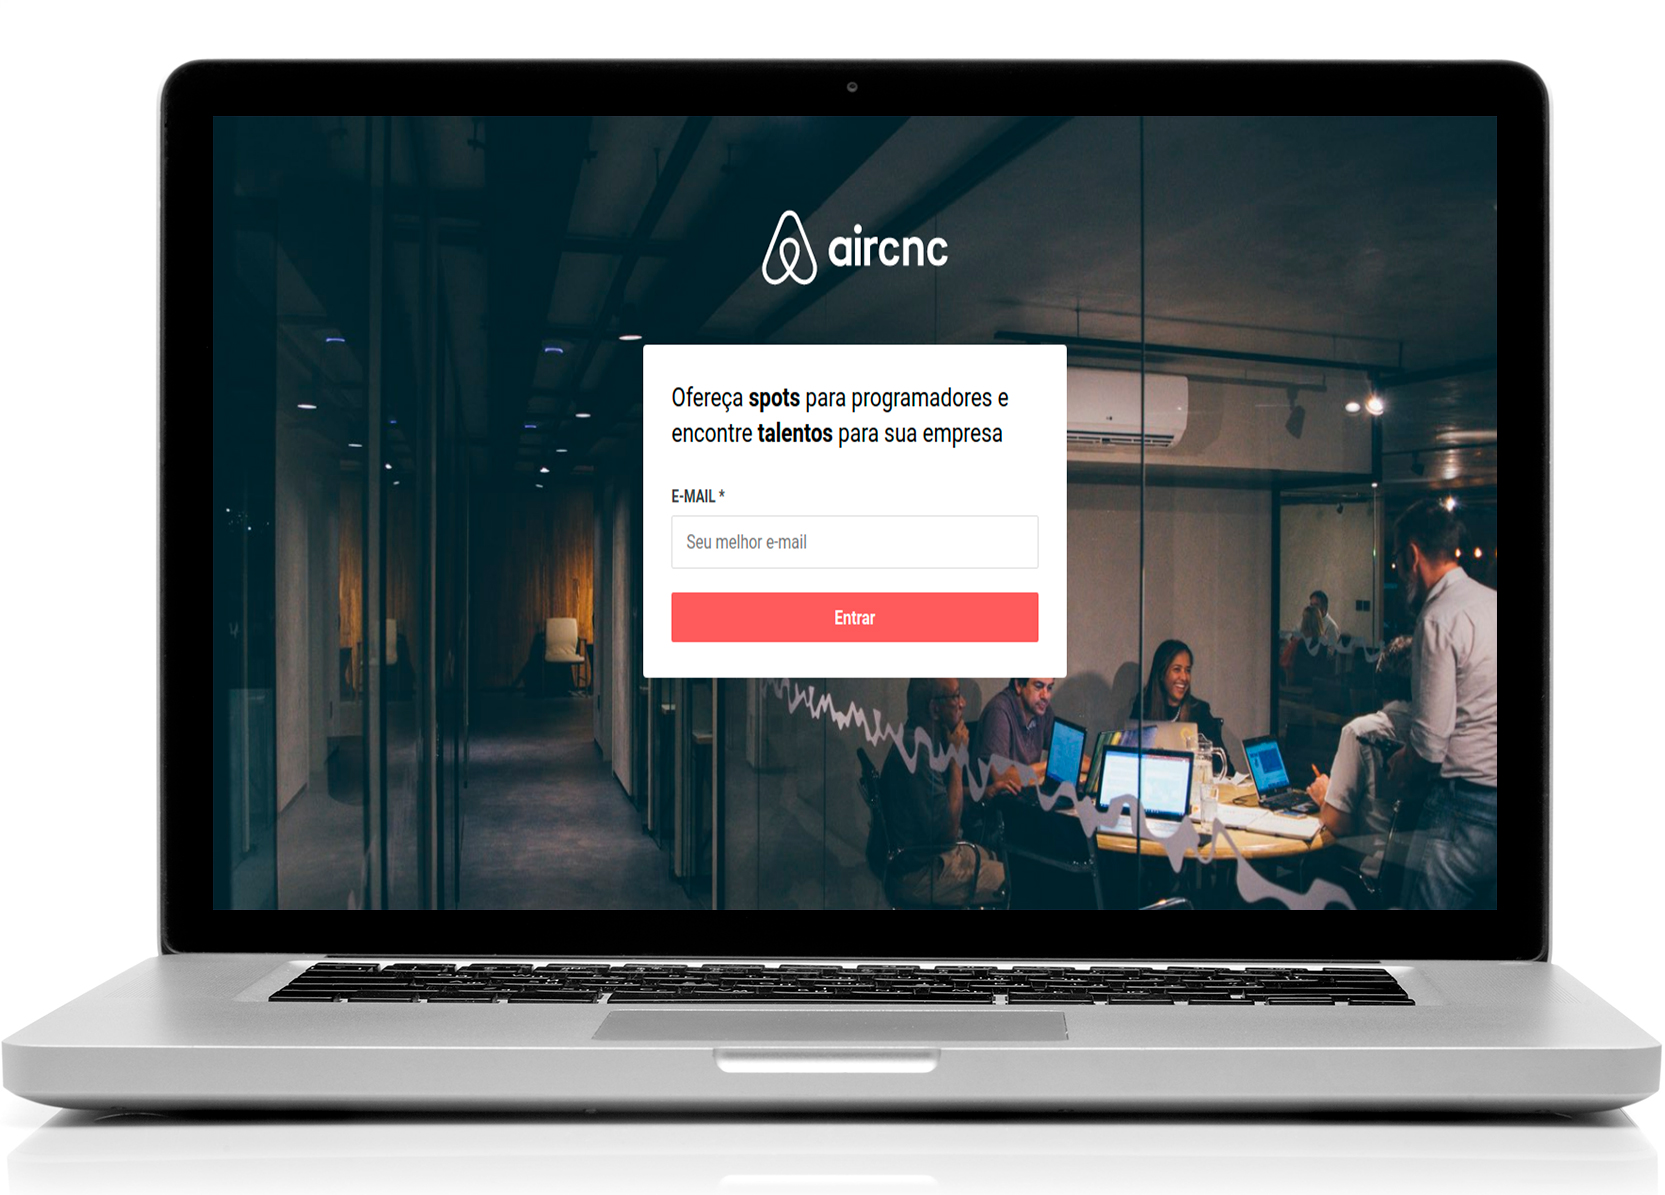 aircnc
Ofereça spots para programadores e
encontre talentos para sua empresa
E-MAIL *
Seu melhor e-mail
Entrar